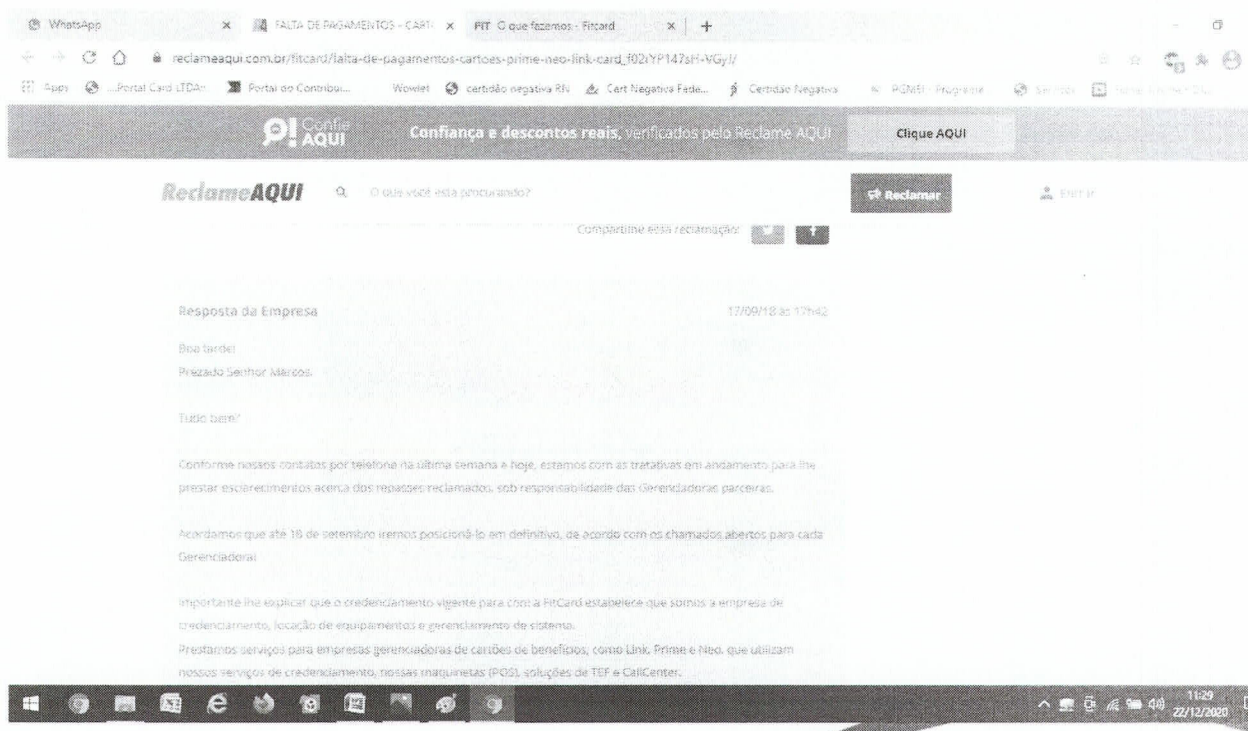 WhatsApp
FALTA DE PAGAMENTOS - CART
FIT O que fazemos - Fitcard
reclameaqui.com.br/fitcard/falta-de-pagamentos-cartoes-prime-neo-link-card_f02iYP147sH-VGyJ/
Apps
...Portal Card LTDA:.
Portal do Contribui...
Wowlet
certidão negativa RN
Cert Negativa Fede...
Certidão Negativa
PGMEI - Programa
Confie AQUI
Confiança e descontos reais, verificados pelo Reclame AQUI
Clique AQUI
ReclameAQUI
O que você está procurando?
Reclamar
Entrar
Compartilhe essa reclamação:
Resposta da Empresa
17/09/18 às 17h42
Boa tarde!
Prezado Senhor Marcos,
Tudo bem?
Conforme nossos contatos por telefone na última semana e hoje, estamos com as tratativas em andamento para lhe
prestar esclarecimentos acerca dos repasses reclamados, sob responsabilidade das Gerenciadoras parceiras.
Acordamos que até 18 de setembro iremos posicioná-lo em definitivo, de acordo com os chamados abertos para cada
Gerenciadora!
Importante lhe explicar que o credenciamento vigente para com a FitCard estabelece que somos a empresa de
credenciamento, locação de equipamentos e gerenciamento de sistema.
Prestamos serviços para empresas gerenciadoras de cartões de benefícios, como Link, Prime e Neo, que utilizam
nossos serviços de credenciamento, nossas maquinetas (POS), soluções de TEF e CallCenter.
11:29
22/12/2020